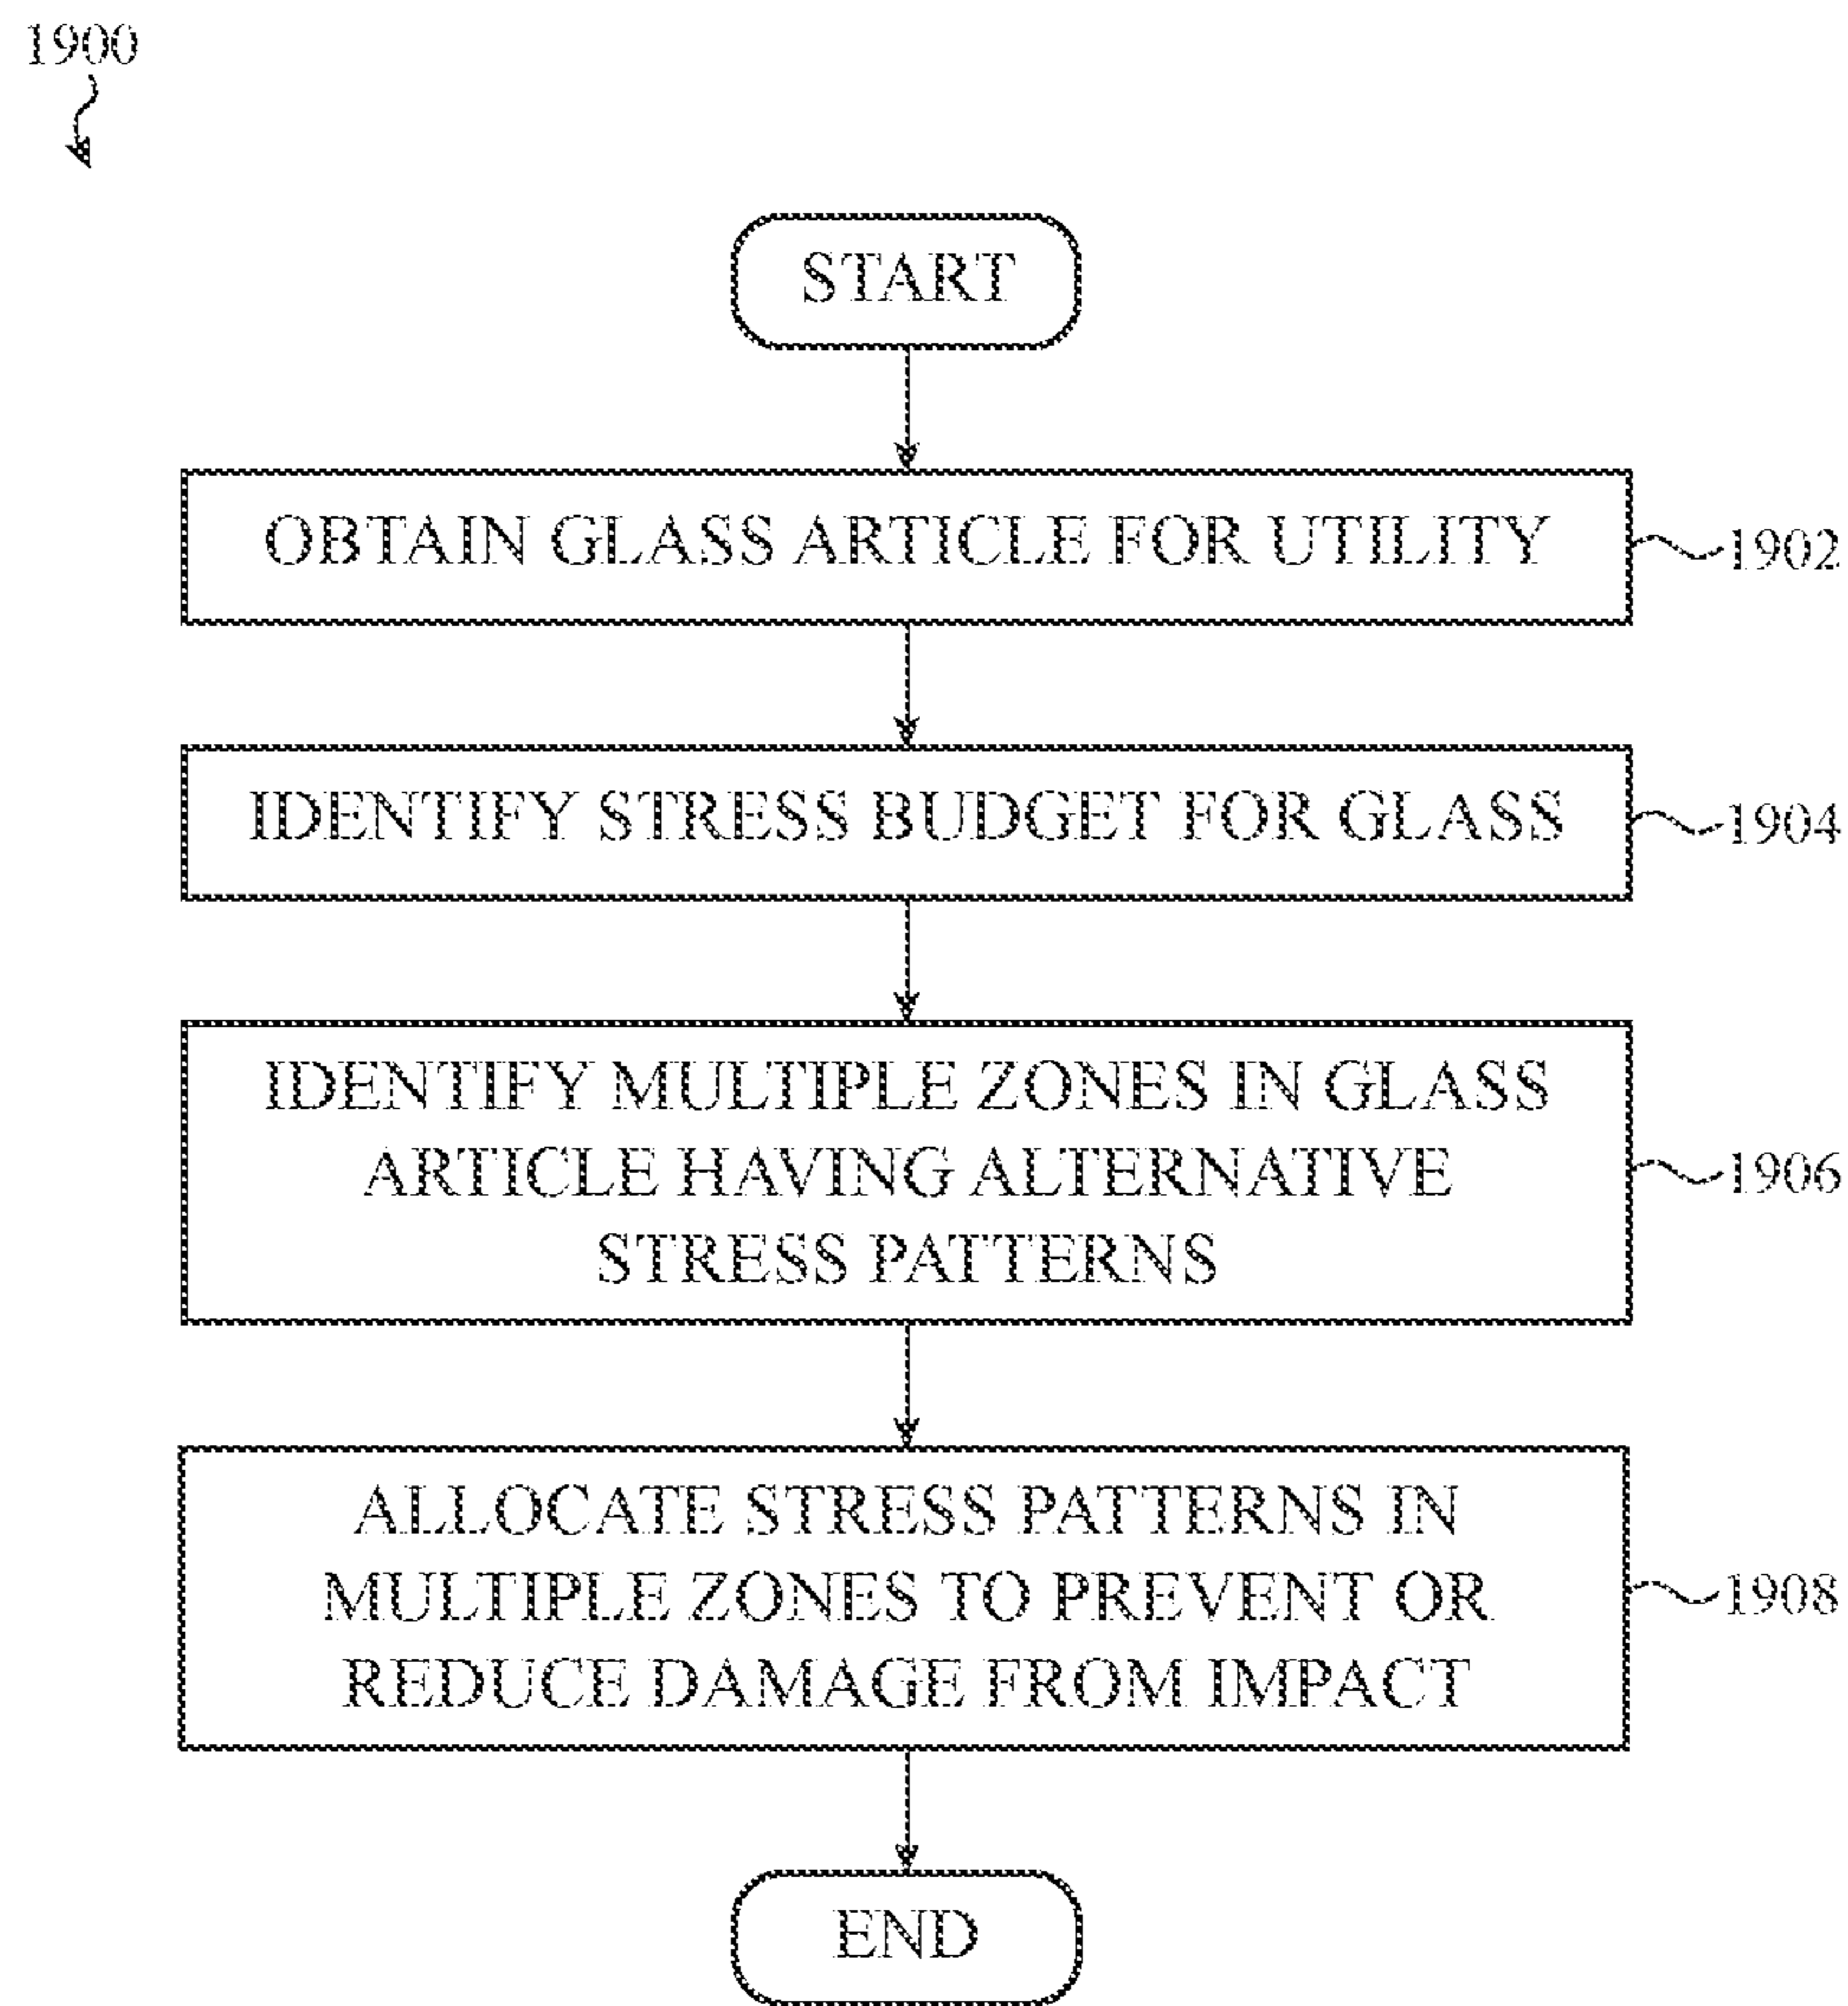 1900
START
OBTAIN GLASS ARTICLE FOR UTILITY
1902
IDENTIFY STRESS BUDGET FOR GLASS
1904
IDENTIFY MULTIPLE ZONES IN GLASS
ARTICLE HAVING ALTERNATIVE
STRESS PATTERNS
1906
ALLOCATE STRESS PATTERNS IN
MULTIPLE ZONES TO PREVENT OR
REDUCE DAMAGE FROM IMPACT
1908
END